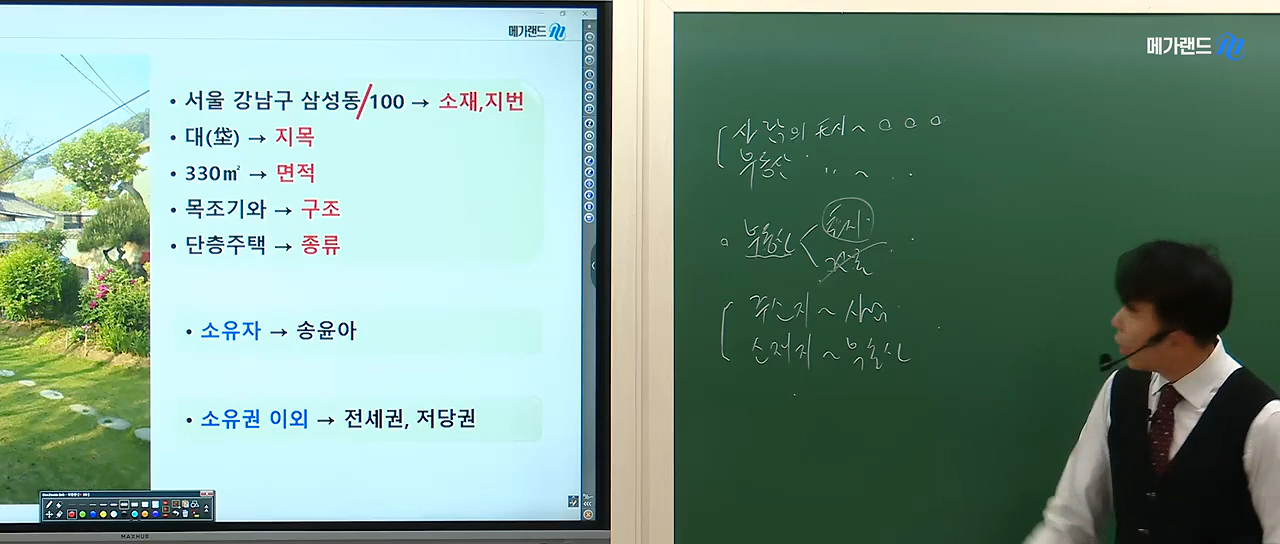 메가랜드
• 서울 강남구 삼성동/100 → 소재,지번
• 대(垈) → 지목
• 330㎡ → 면적
• 목조기와 → 구조
• 단층주택 → 종류
• 소유자 → 송윤아
• 소유권 이외 → 전세권, 저당권
MAXHUB
메가랜드
사람의 표시~
부동산 〃 ~
부동산
토지
건물
주소지~사람
소재지~부동산